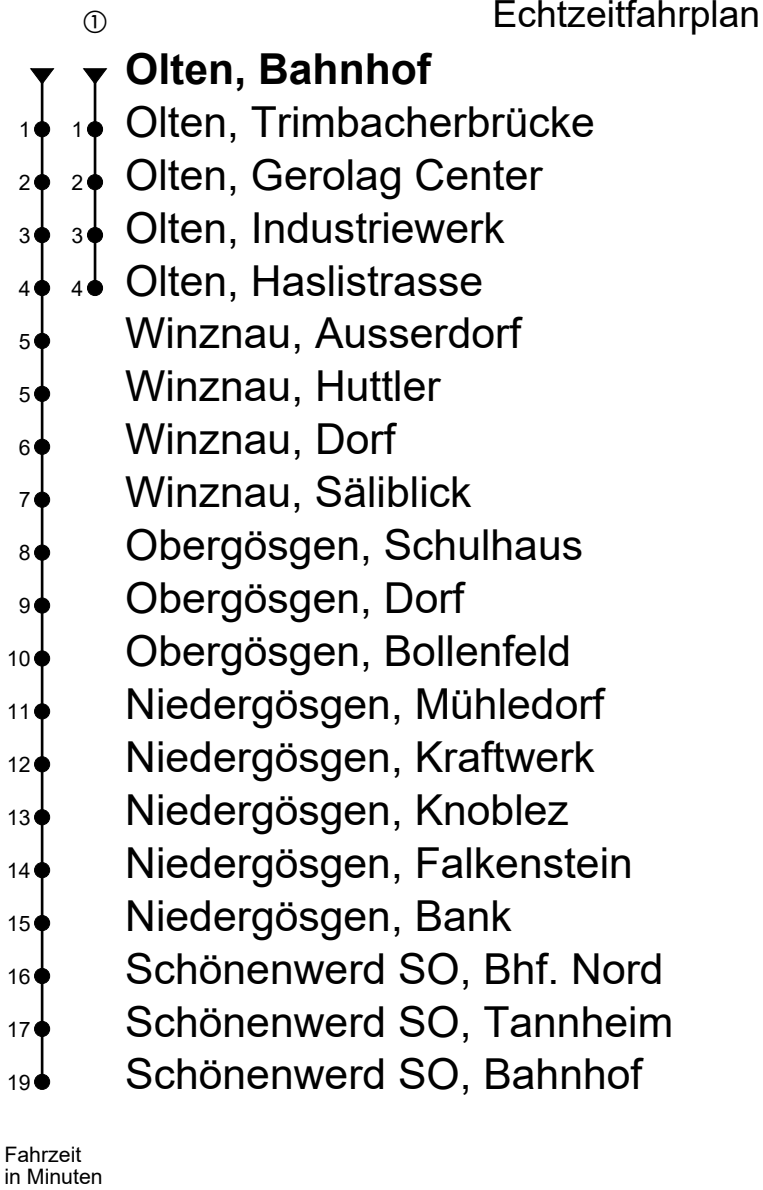 ① Echtzeitfahrplan
Olten, Bahnhof
1 1 Olten, Trimbacherbrücke
2 2 Olten, Gerolag Center
3 3 Olten, Industriewerk
4 4 Olten, Haslistrasse
5 Winznau, Ausserdorf
5 Winznau, Huttler
6 Winznau, Dorf
7 Winznau, Säliblick
8 Obergösgen, Schulhaus
9 Obergösgen, Dorf
10 Obergösgen, Bollenfeld
11 Niedergösgen, Mühledorf
12 Niedergösgen, Kraftwerk
13 Niedergösgen, Knoblez
14 Niedergösgen, Falkenstein
15 Niedergösgen, Bank
16 Schönenwerd SO, Bhf. Nord
17 Schönenwerd SO, Tannheim
19 Schönenwerd SO, Bahnhof
Fahrzeit
in Minuten